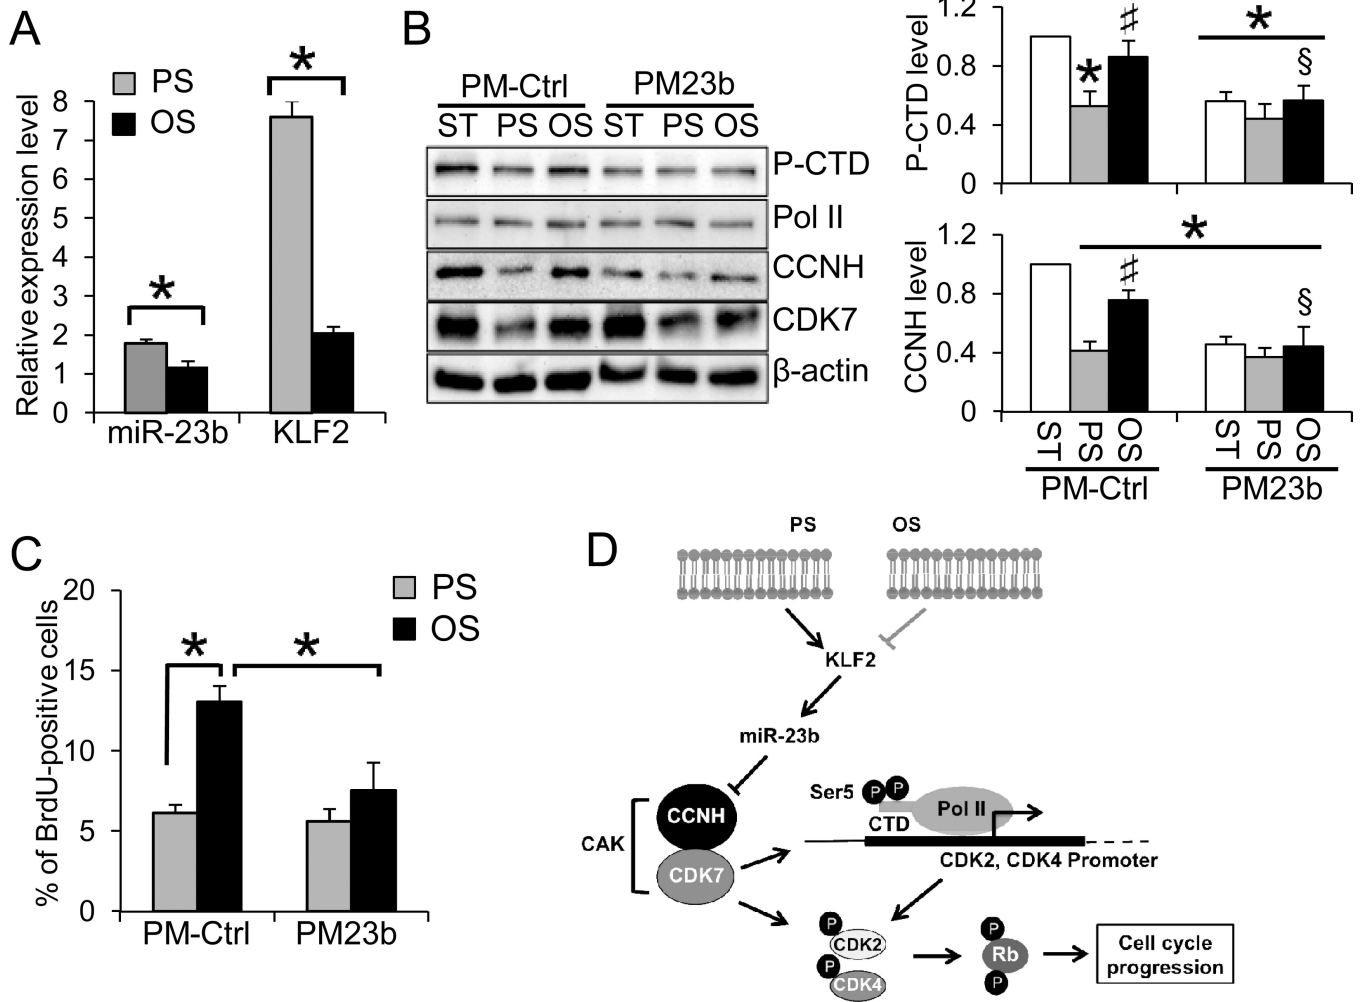 A
PS
OS
*
*
Relative expression level
8
7
6
5
4
3
2
1
0
miR-23b KLF2
B
PM-Ctrl PM23b
ST PS OS ST PS OS
P-CTD
Pol II
CCNH
CDK7
β-actin
P-CTD level
1.2
0.8
0.4
0
* ♯ * §
CCNH level
1.2
0.8
0.4
0
♯ * §
ST PS OS ST PS OS
PM-Ctrl PM23b
C
PS
OS
% of BrdU-positive cells
20
15
10
5
0
* *
PM-Ctrl PM23b
D
PS OS
KLF2
miR-23b
CAK
CCNH
CDK7
Ser5 P P
CTD Pol II
CDK2, CDK4 Promoter
P
CDK2
P
CDK4
P
Rb
P
Cell cycle
progression